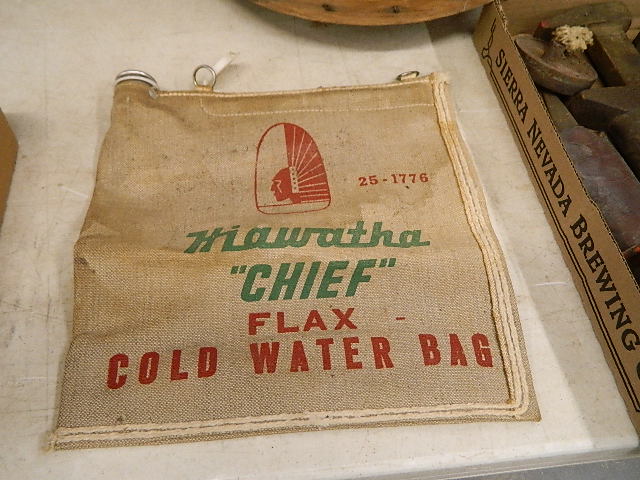 25-1776
Hiawatha
"CHIEF"
FLAX -
COLD WATER BAG
SIERRA NEVADA BREWING